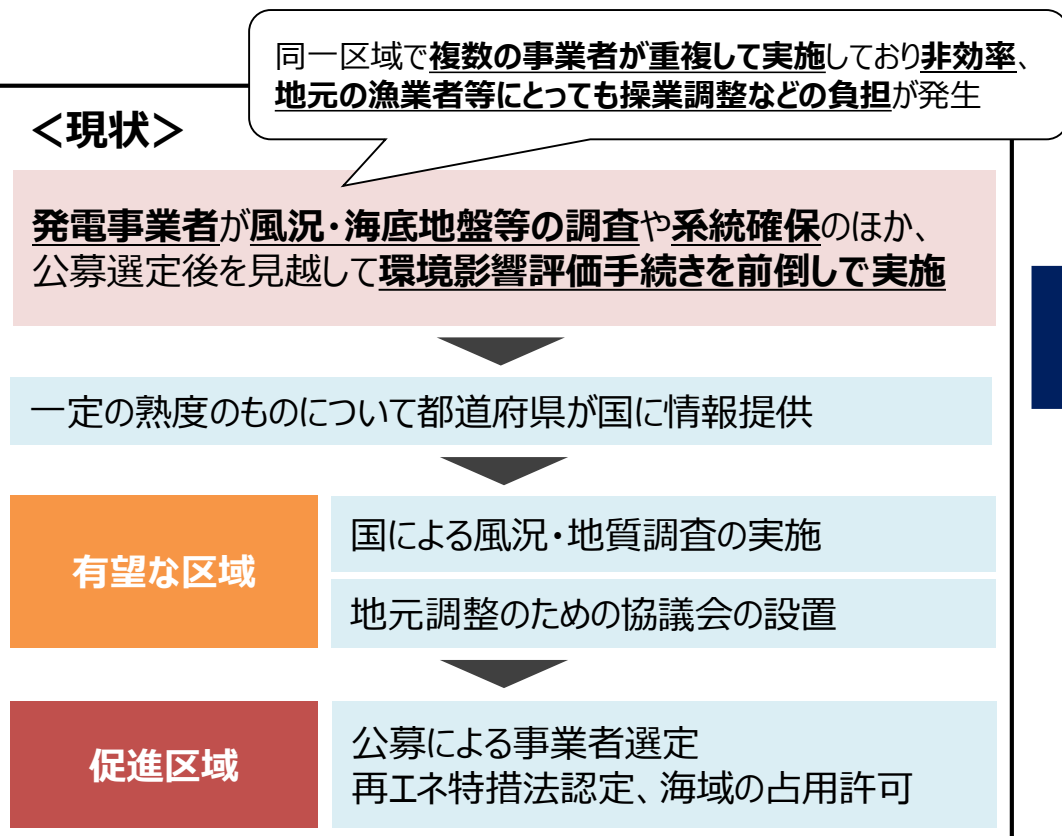 同一区域で複数の事業者が重複して実施しており非効率、
地元の漁業者等にとっても操業調整などの負担が発生
＜現状＞
発電事業者が風況・海底地盤等の調査や系統確保のほか、
公募選定後を見越して環境影響評価手続きを前倒しで実施
一定の熟度のものについて都道府県が国に情報提供
有望な区域
国による風況・地質調査の実施
地元調整のための協議会の設置
促進区域
公募による事業者選定
再エネ特措法認定、海域の占用許可